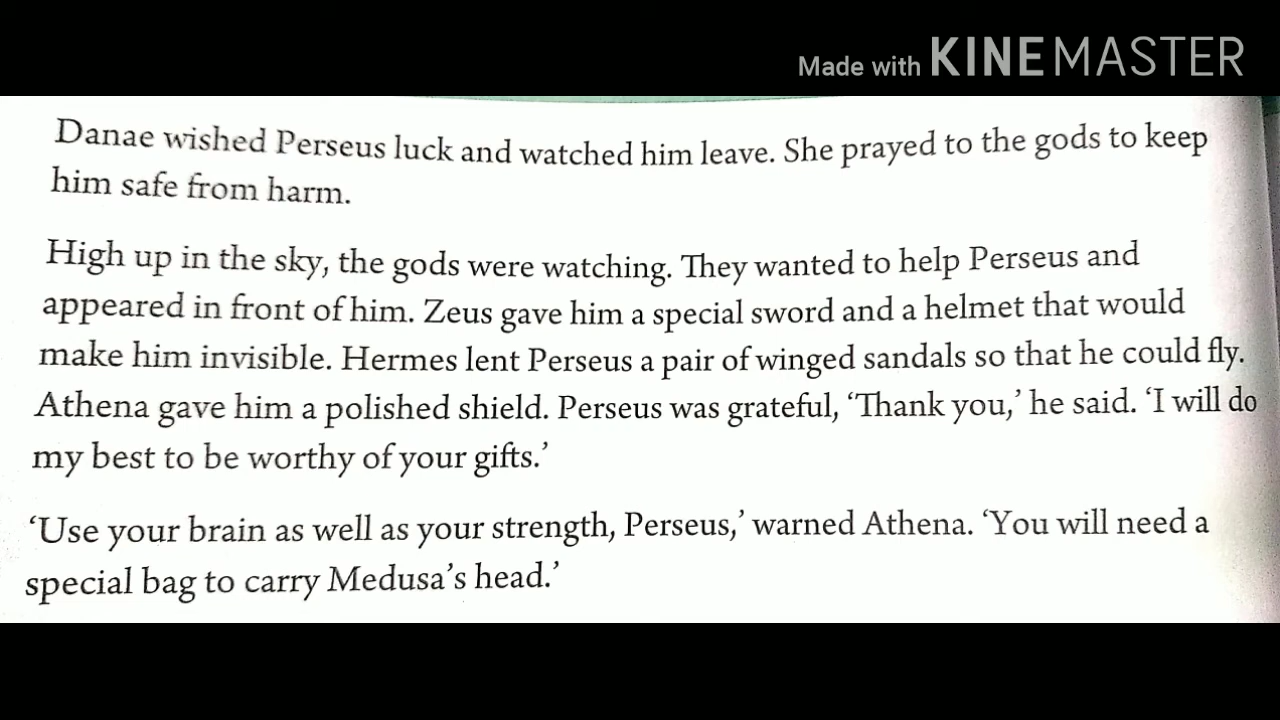 Made with KINEMASTER
Danae wished Perseus luck and watched him leave. She prayed to the gods to keep
him safe from harm.
High up in the sky, the gods were watching. They wanted to help Perseus and
appeared in front of him. Zeus gave him a special sword and a helmet that would
make him invisible. Hermes lent Perseus a pair of winged sandals so that he could fly.
Athena gave him a polished shield. Perseus was grateful, ‘Thank you,’ he said. ‘I will do
my best to be worthy of your gifts.’
‘Use your brain as well as your strength, Perseus,’ warned Athena. ‘You will need a
special bag to carry Medusa’s head.’